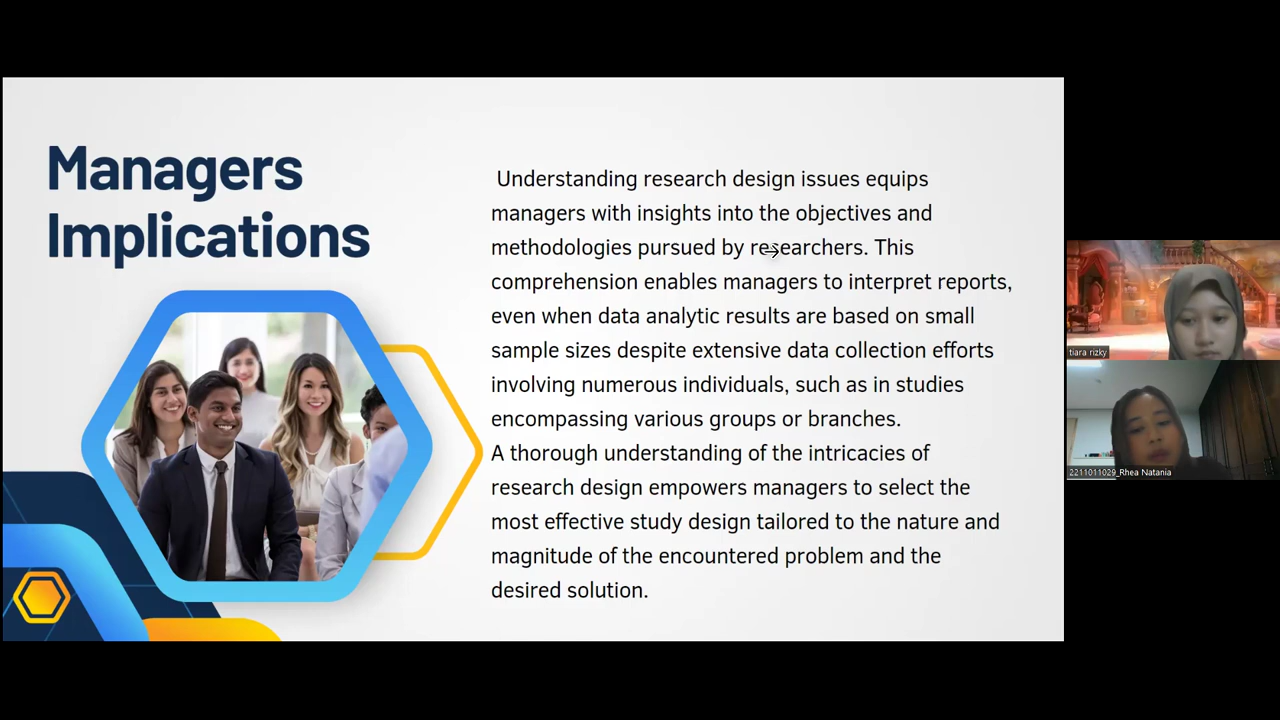 Managers
Implications
Understanding research design issues equips
managers with insights into the objectives and
methodologies pursued by researchers. This
comprehension enables managers to interpret reports,
even when data analytic results are based on small
sample sizes despite extensive data collection efforts
involving numerous individuals, such as in studies
encompassing various groups or branches.
A thorough understanding of the intricacies of
research design empowers managers to select the
most effective study design tailored to the nature and
magnitude of the encountered problem and the
desired solution.
tiara rizky
2211011029_Rhea Natania